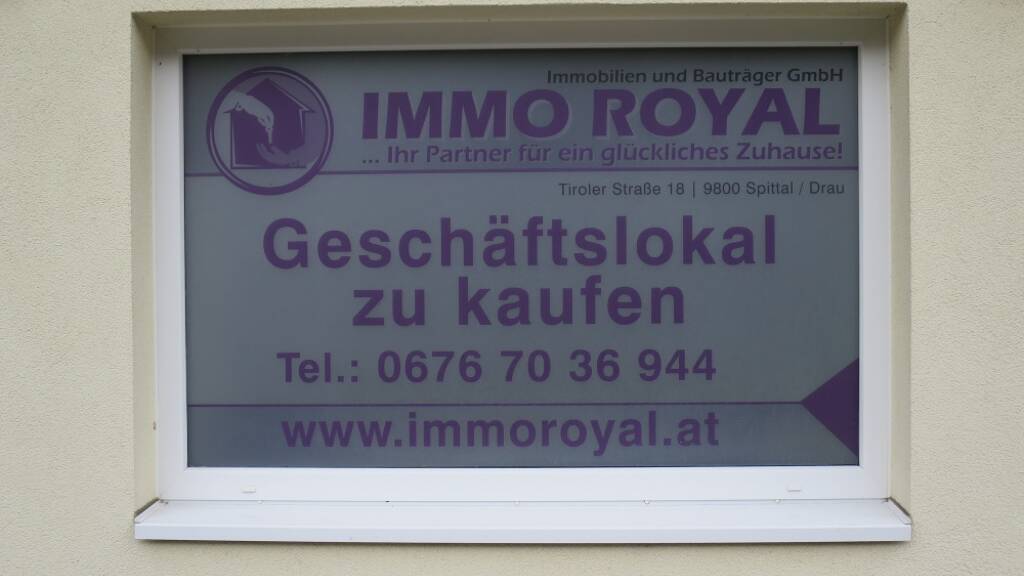 Immobilien und Bauträger GmbH
IMMO ROYAL
... Ihr Partner für ein glückliches Zuhause!
Tiroler Straße 18 | 9800 Spittal / Drau
Geschäftslokal
zu kaufen
Tel.: 0676 70 36 944
www.immoroyal.at